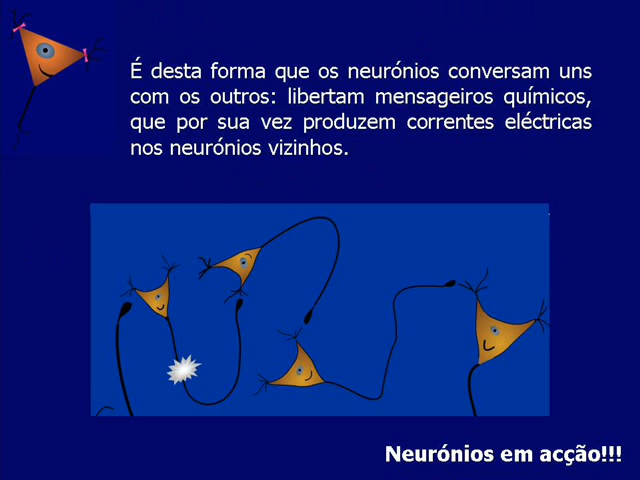 É desta forma que os neurónios conversam uns
com os outros: libertam mensageiros químicos,
que por sua vez produzem correntes eléctricas
nos neurónios vizinhos.
Neurónios em acção!!!